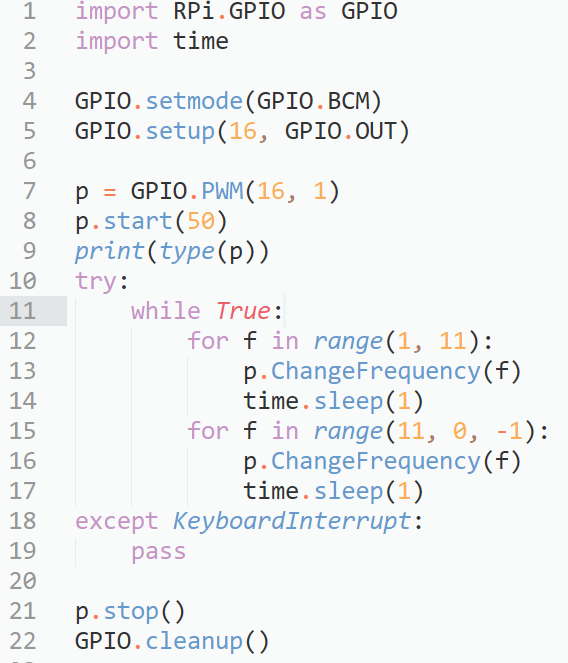 1 import RPi.GPIO as GPIO
2 import time
3
4 GPIO.setmode(GPIO.BCM)
5 GPIO.setup(16, GPIO.OUT)
6
7 p = GPIO.PWM(16, 1)
8 p.start(50)
9 print(type(p))
10 try:
11     while True:
12         for f in range(1, 11):
13             p.ChangeFrequency(f)
14             time.sleep(1)
15         for f in range(11, 0, -1):
16             p.ChangeFrequency(f)
17             time.sleep(1)
18 except KeyboardInterrupt:
19     pass
20
21 p.stop()
22 GPIO.cleanup()